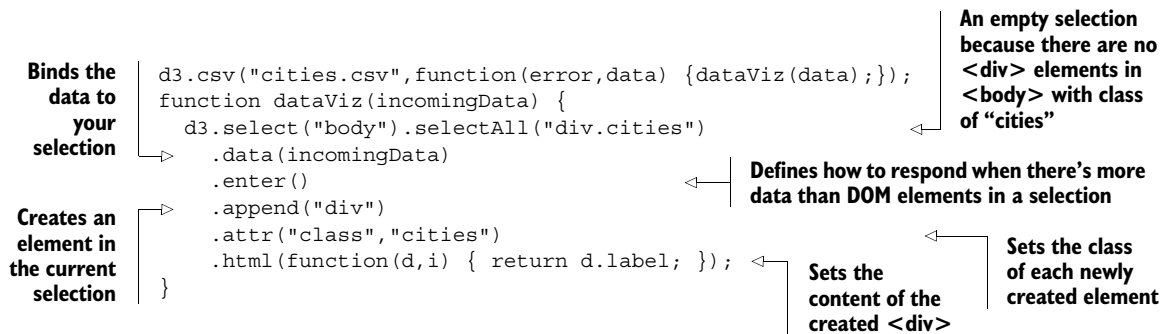 An empty selection
because there are no
<div> elements in
<body> with class
of “cities”
Binds the
data to
your
selection
d3.csv("cities.csv",function(error,data) {dataViz(data);});
function dataViz(incomingData) {
d3.select("body").selectAll("div.cities")
.data(incomingData)
.enter()
.append("div")
.attr("class","cities")
.html(function(d,i) { return d.label; });
}
Defines how to respond when there’s more
data than DOM elements in a selection
Creates an
element in
the current
selection
Sets the class
of each newly
created element
Sets the
content of the
created <div>